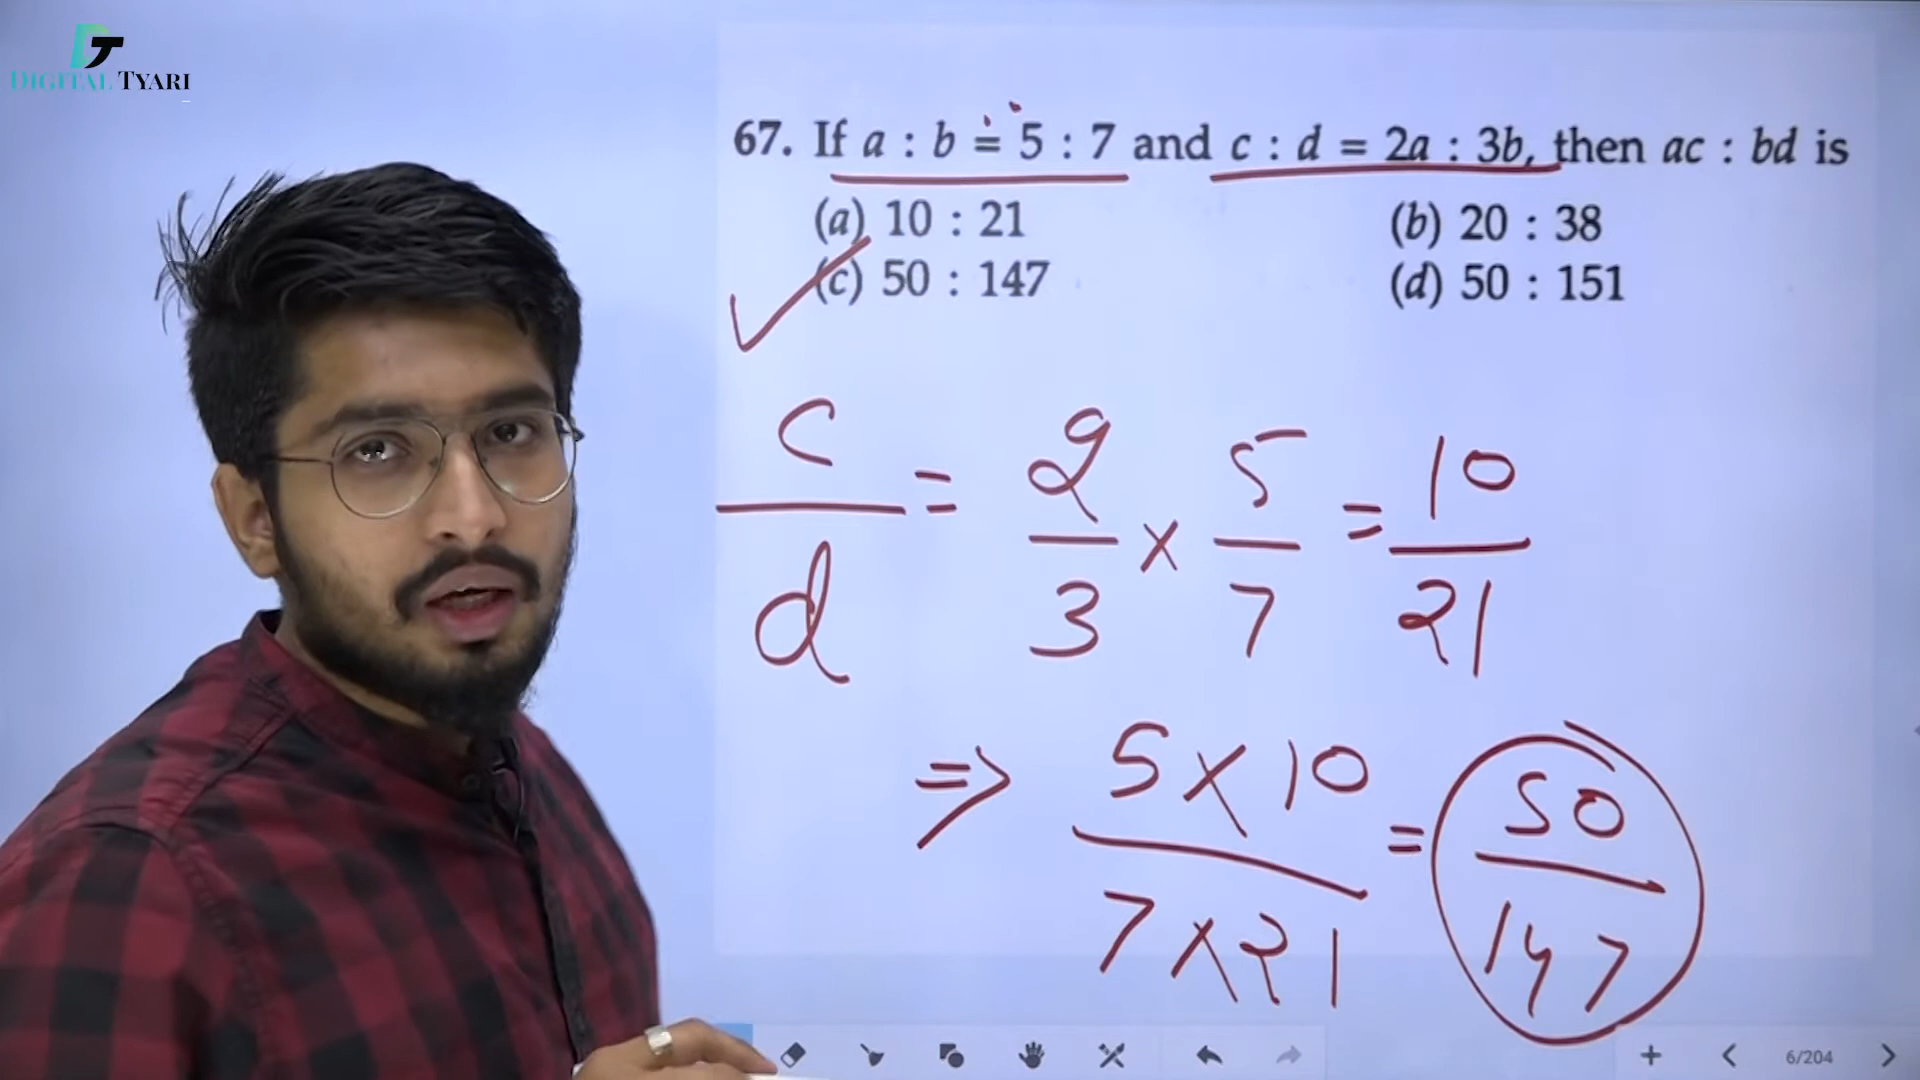 DIGITAL TYARI
67. If a : b = 5 : 7 and c : d = 2a : 3b, then ac : bd is
(a) 10 : 21 (b) 20 : 38
(c) 50 : 147 (d) 50 : 151
c/d = 2/3 × 5/7 = 10/21
⇒ 5×10/7×21 = 50/147
6/204